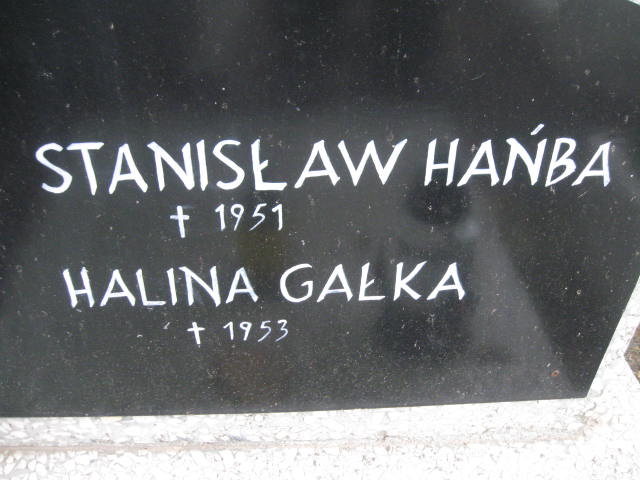 STANISŁAW HAŃBA
† 1951
HALINA GAŁKA
† 1953